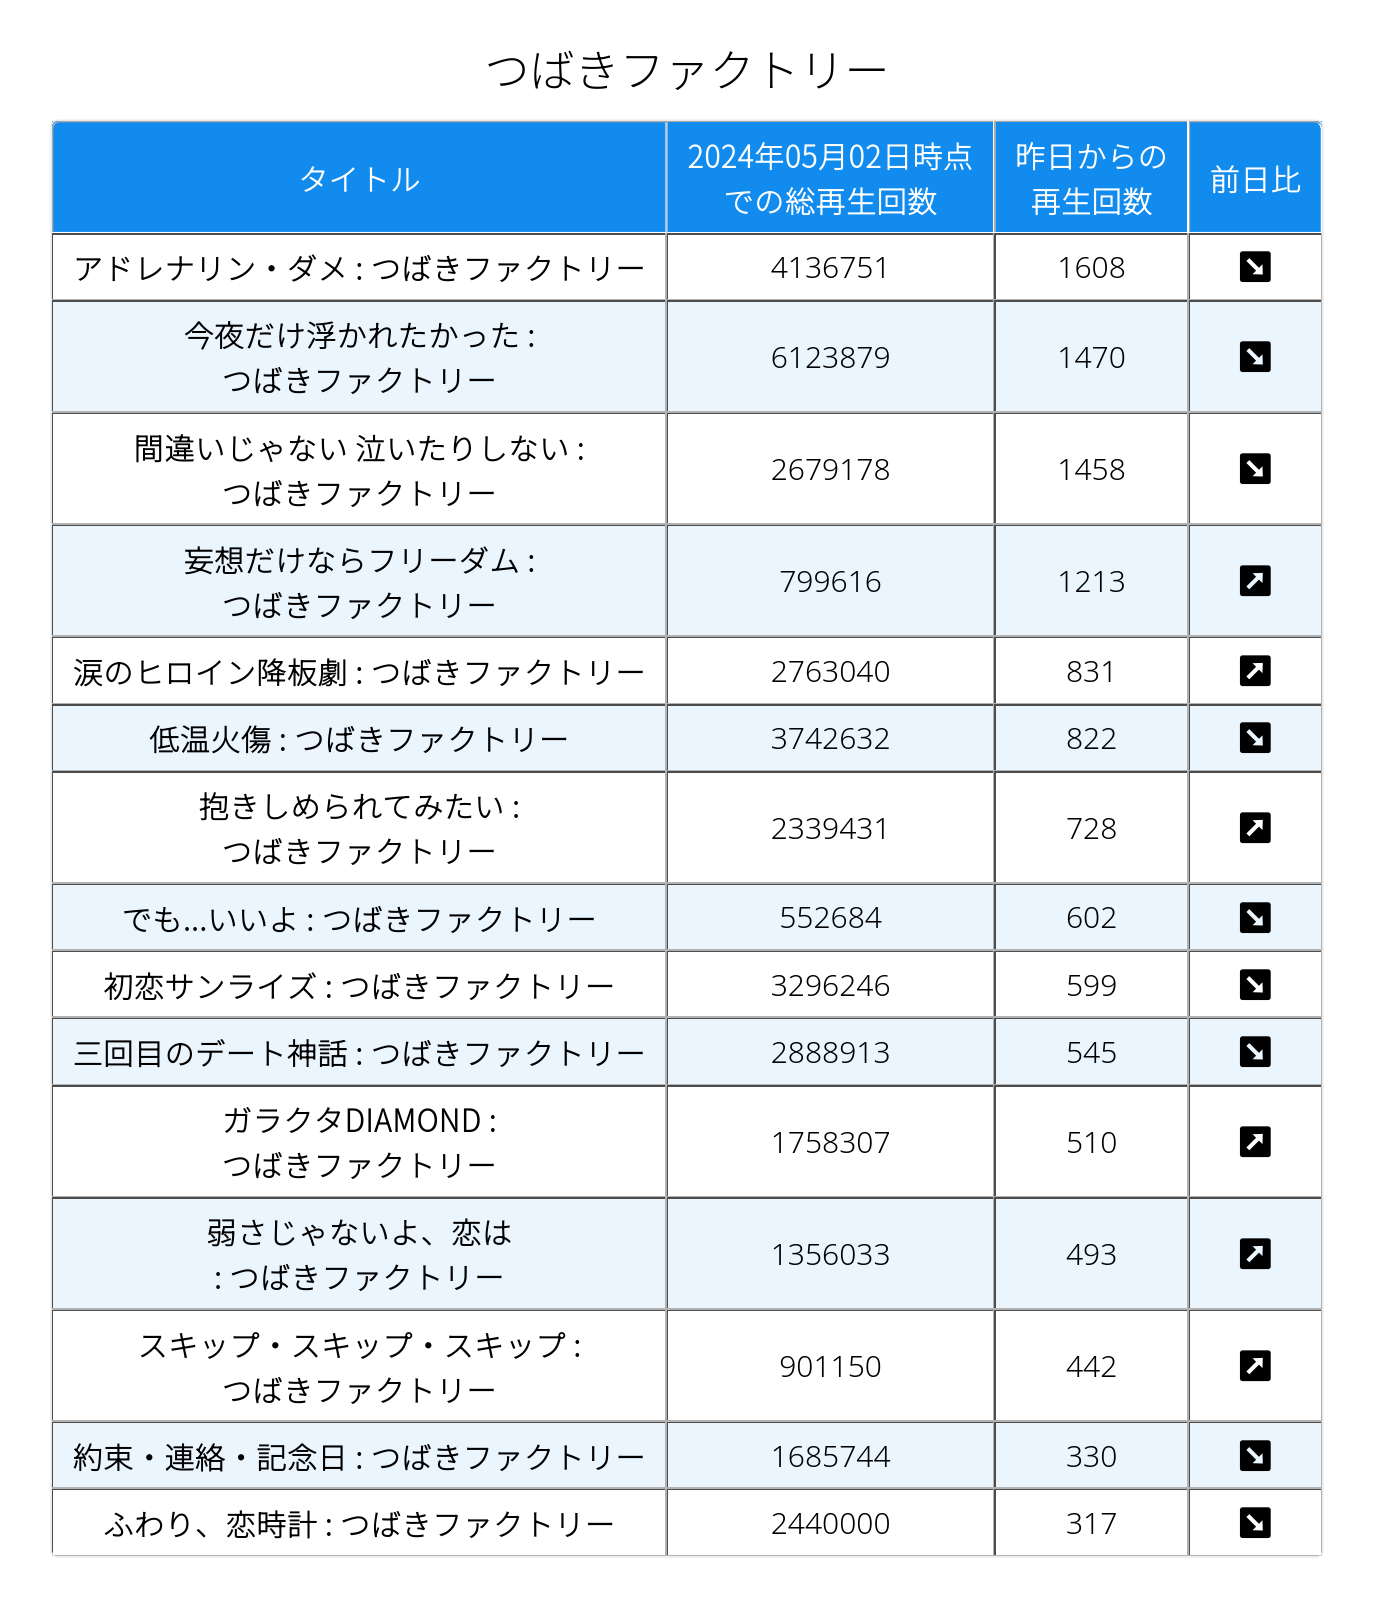 つばきファクトリー
タイトル
2024年05月02日時点
での総再生回数
昨日からの
再生回数
前日比
アドレナリン・ダメ : つばきファクトリー
4136751
1608
今夜だけ浮かれたかった :
つばきファクトリー
6123879
1470
間違いじゃない 泣いたりしない :
つばきファクトリー
2679178
1458
妄想だけならフリーダム :
つばきファクトリー
799616
1213
涙のヒロイン降板劇 : つばきファクトリー
2763040
831
低温火傷 : つばきファクトリー
3742632
822
抱きしめられてみたい :
つばきファクトリー
2339431
728
でも...いいよ : つばきファクトリー
552684
602
初恋サンライズ : つばきファクトリー
3296246
599
三回目のデート神話 : つばきファクトリー
2888913
545
ガラクタDIAMOND :
つばきファクトリー
1758307
510
弱さじゃないよ、恋は
: つばきファクトリー
1356033
493
スキップ・スキップ・スキップ :
つばきファクトリー
901150
442
約束・連絡・記念日 : つばきファクトリー
1685744
330
ふわり、恋時計 : つばきファクトリー
2440000
317